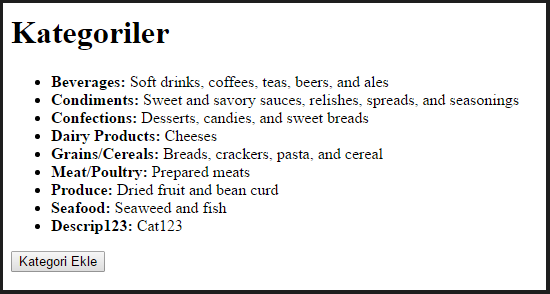 Kategoriler
Beverages: Soft drinks, coffees, teas, beers, and ales
Condiments: Sweet and savory sauces, relishes, spreads, and seasonings
Confections: Desserts, candies, and sweet breads
Dairy Products: Cheeses
Grains/Cereals: Breads, crackers, pasta, and cereal
Meat/Poultry: Prepared meats
Produce: Dried fruit and bean curd
Seafood: Seaweed and fish
Descrip123: Cat123
Kategori Ekle